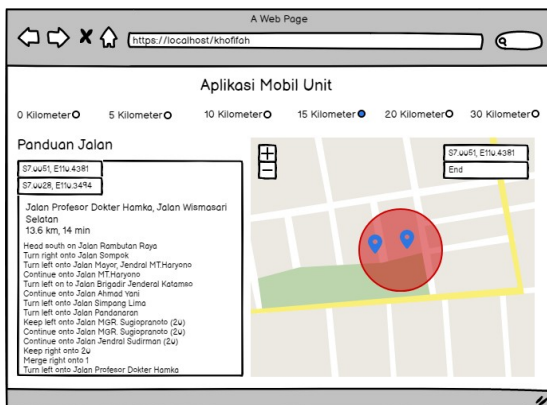 A Web Page
https://localhost/khofifah
Aplikasi Mobil Unit
0 Kilometer 5 Kilometer 10 Kilometer 15 Kilometer 20 Kilometer 30 Kilometer
Panduan Jalan
S7.0051, E110.4381
S7.0028, E110.3494
Jalan Profesor Dokter Hamka, Jalan Wismasari
Selatan
13.6 km, 14 min
Head south on Jalan Rambutan Raya
Turn right onto Jalan Sompok
Turn left onto Jalan Mayor, Jendral MT.Haryono
Continue onto Jalan MT.Haryono
Turn left on to Jalan Brigadir Jenderal Katamso
Continue onto Jalan Ahmad Yani
Turn left onto Jalan Simpang Lima
Turn left onto Jalan Pandanaran
Keep left onto Jalan MGR. Sugiopranoto (20)
Continue onto Jalan MGR. Sugiopranoto (20)
Continue onto Jalan Jendral Sudirman (20)
Keep right onto 20
Merge right onto 1
Turn left onto Jalan Profesor Dokter Hamka
S7.0051, E110.4381
End